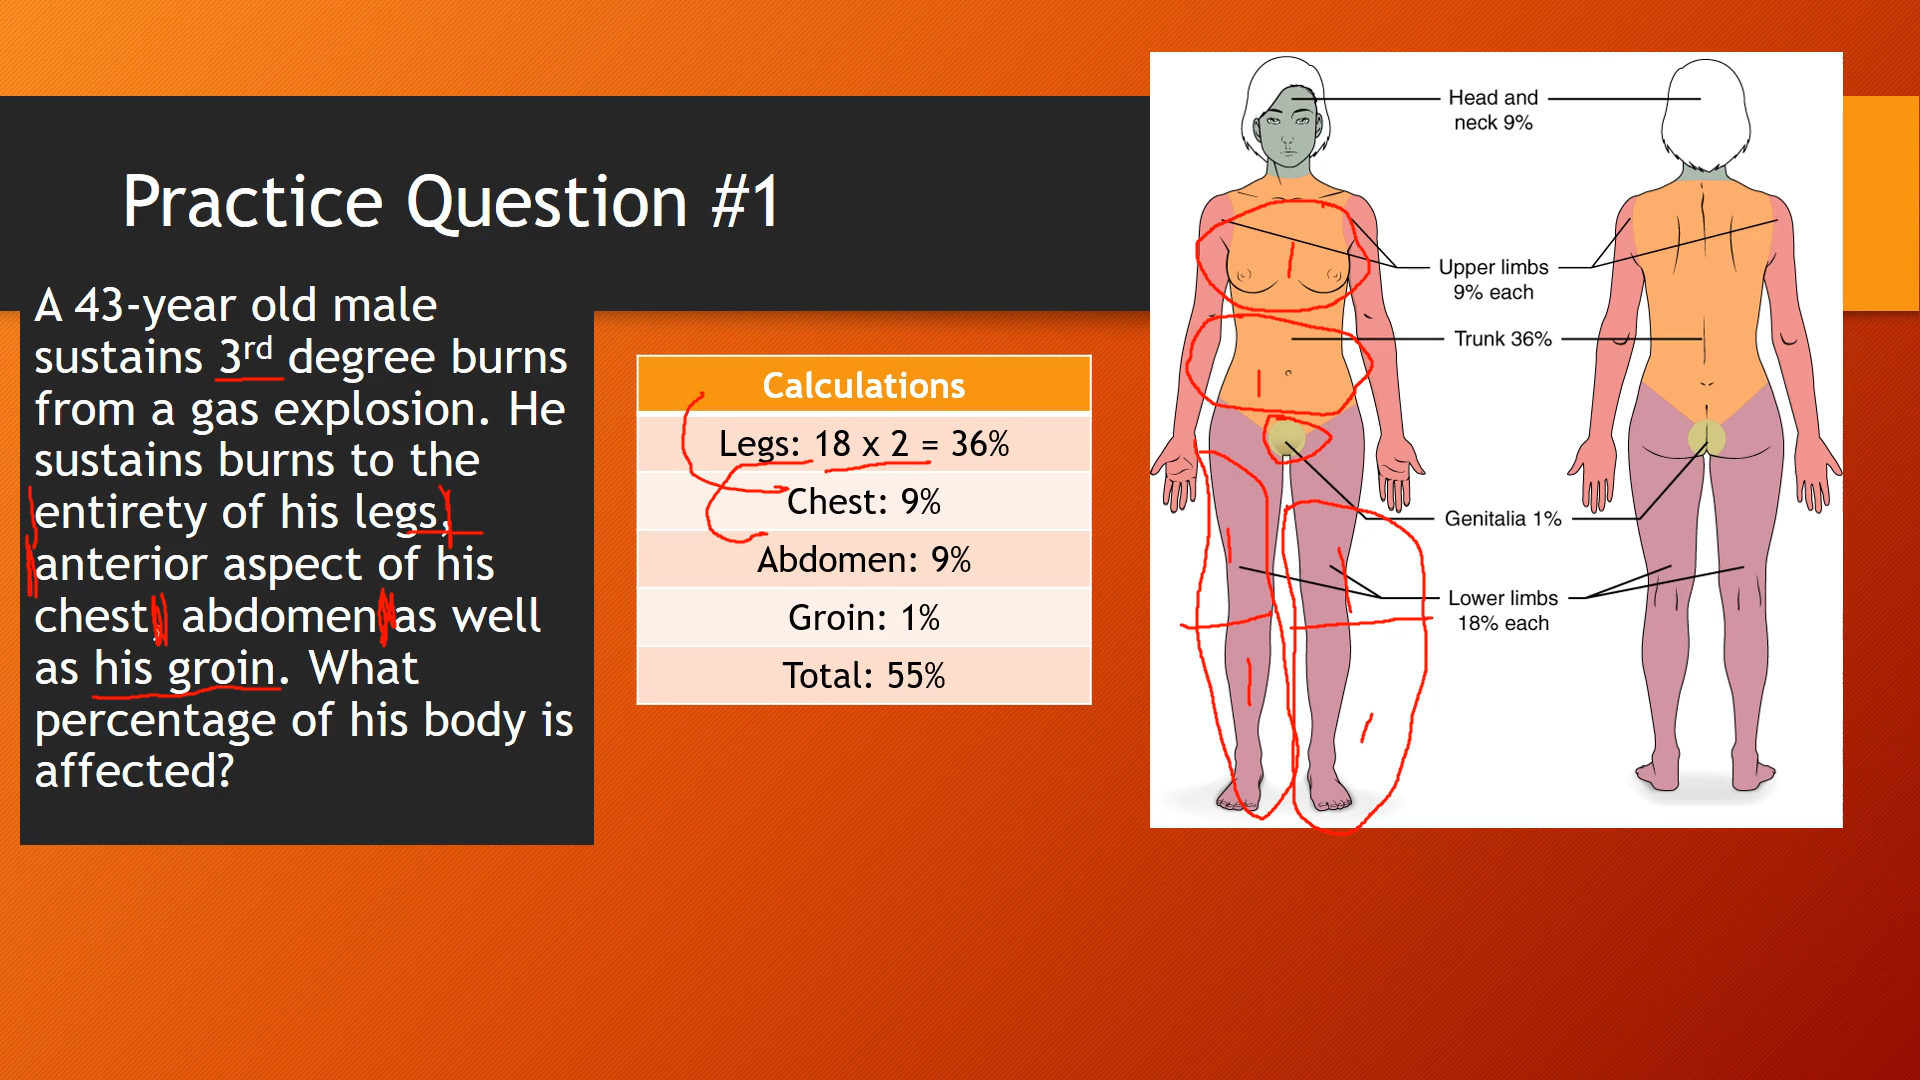 Practice Question #1
A 43-year old male
sustains 3rd degree burns
from a gas explosion. He
sustains burns to the
entirety of his legs,
anterior aspect of his
chest, abdomen as well
as his groin. What
percentage of his body is
affected?
Calculations
Legs: 18 x 2 = 36%
Chest: 9%
Abdomen: 9%
Groin: 1%
Total: 55%
Head and
neck 9%
Upper limbs
9% each
Trunk 36%
Genitalia 1%
Lower limbs
18% each